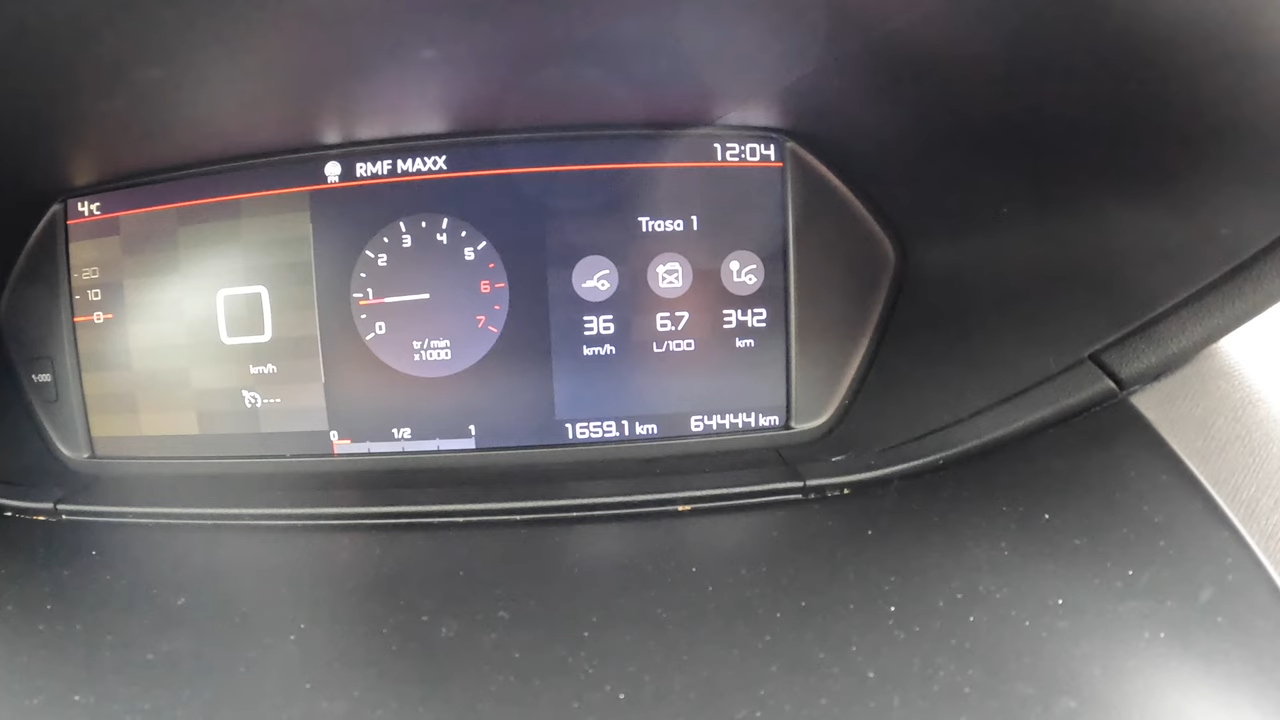 RMF MAXX
12:04
4°C
20
10
0
0
km/h
---
0
1
2
3
4
5
6
7
tr/min
x1000
Trasa 1
36
6.7
342
km/h
L/100
km
0 1/2 1
1659.1 km
64444 km